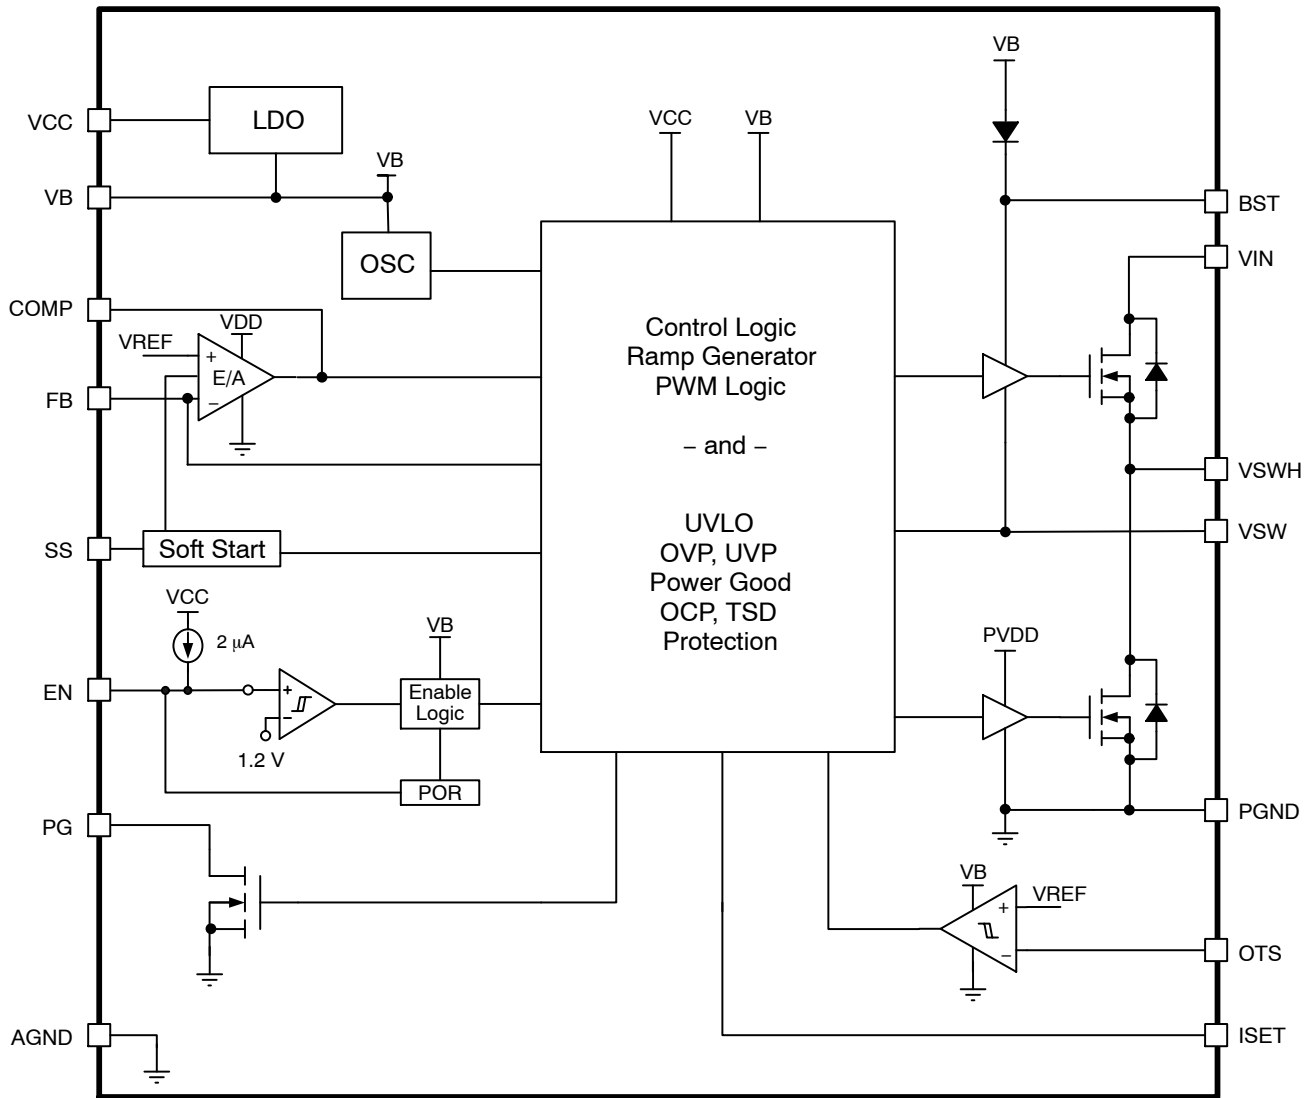 VB
VCC
LDO
VCC
VB
VB
VB
BST
OSC
VIN
COMP
VDD
VREF
+
E/A
–
FB
Control Logic
Ramp Generator
PWM Logic
– and –
UVLO
OVP, UVP
Power Good
OCP, TSD
Protection
VSWH
VSW
SS
Soft Start
VCC
2 μA
VB
PVDD
EN
+
–
1.2 V
Enable
Logic
POR
PG
PGND
VB
VREF
+
–
OTS
AGND
ISET